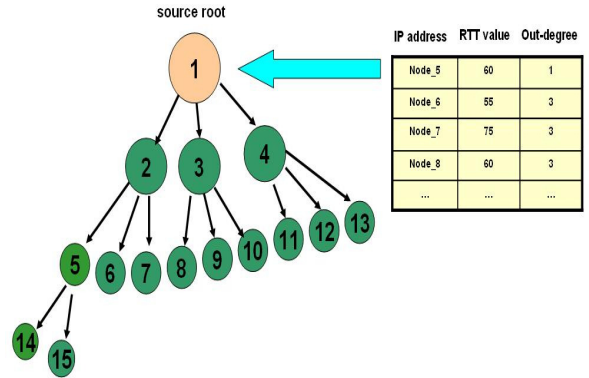 source root
IP address RTT value Out-degree
Node_5 60 1
Node_6 55 3
Node_7 75 3
Node_8 60 3
... ... ...
1
2 3 4
5 6 7 8 9 10 11 12 13
14 15